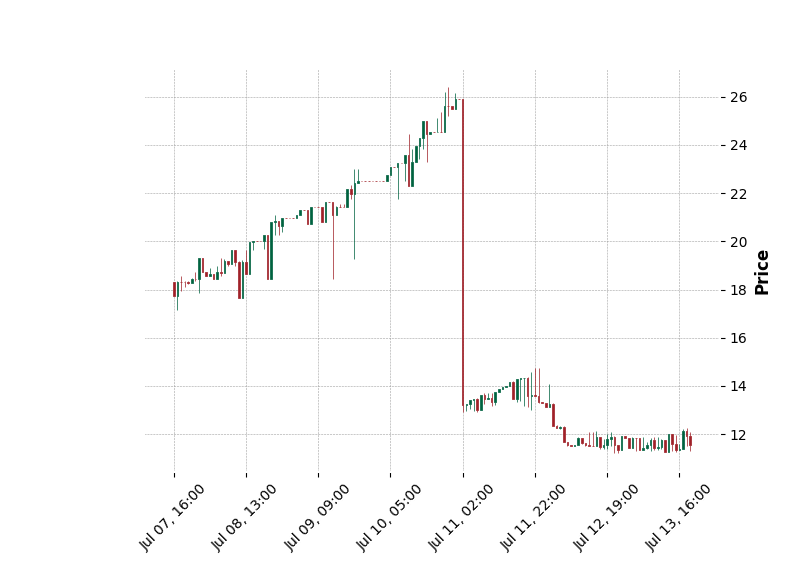 26
24
22
20
18
16
14
12
Price
Jul 07, 16:00
Jul 08, 13:00
Jul 09, 09:00
Jul 10, 05:00
Jul 11, 02:00
Jul 11, 22:00
Jul 12, 19:00
Jul 13, 16:00